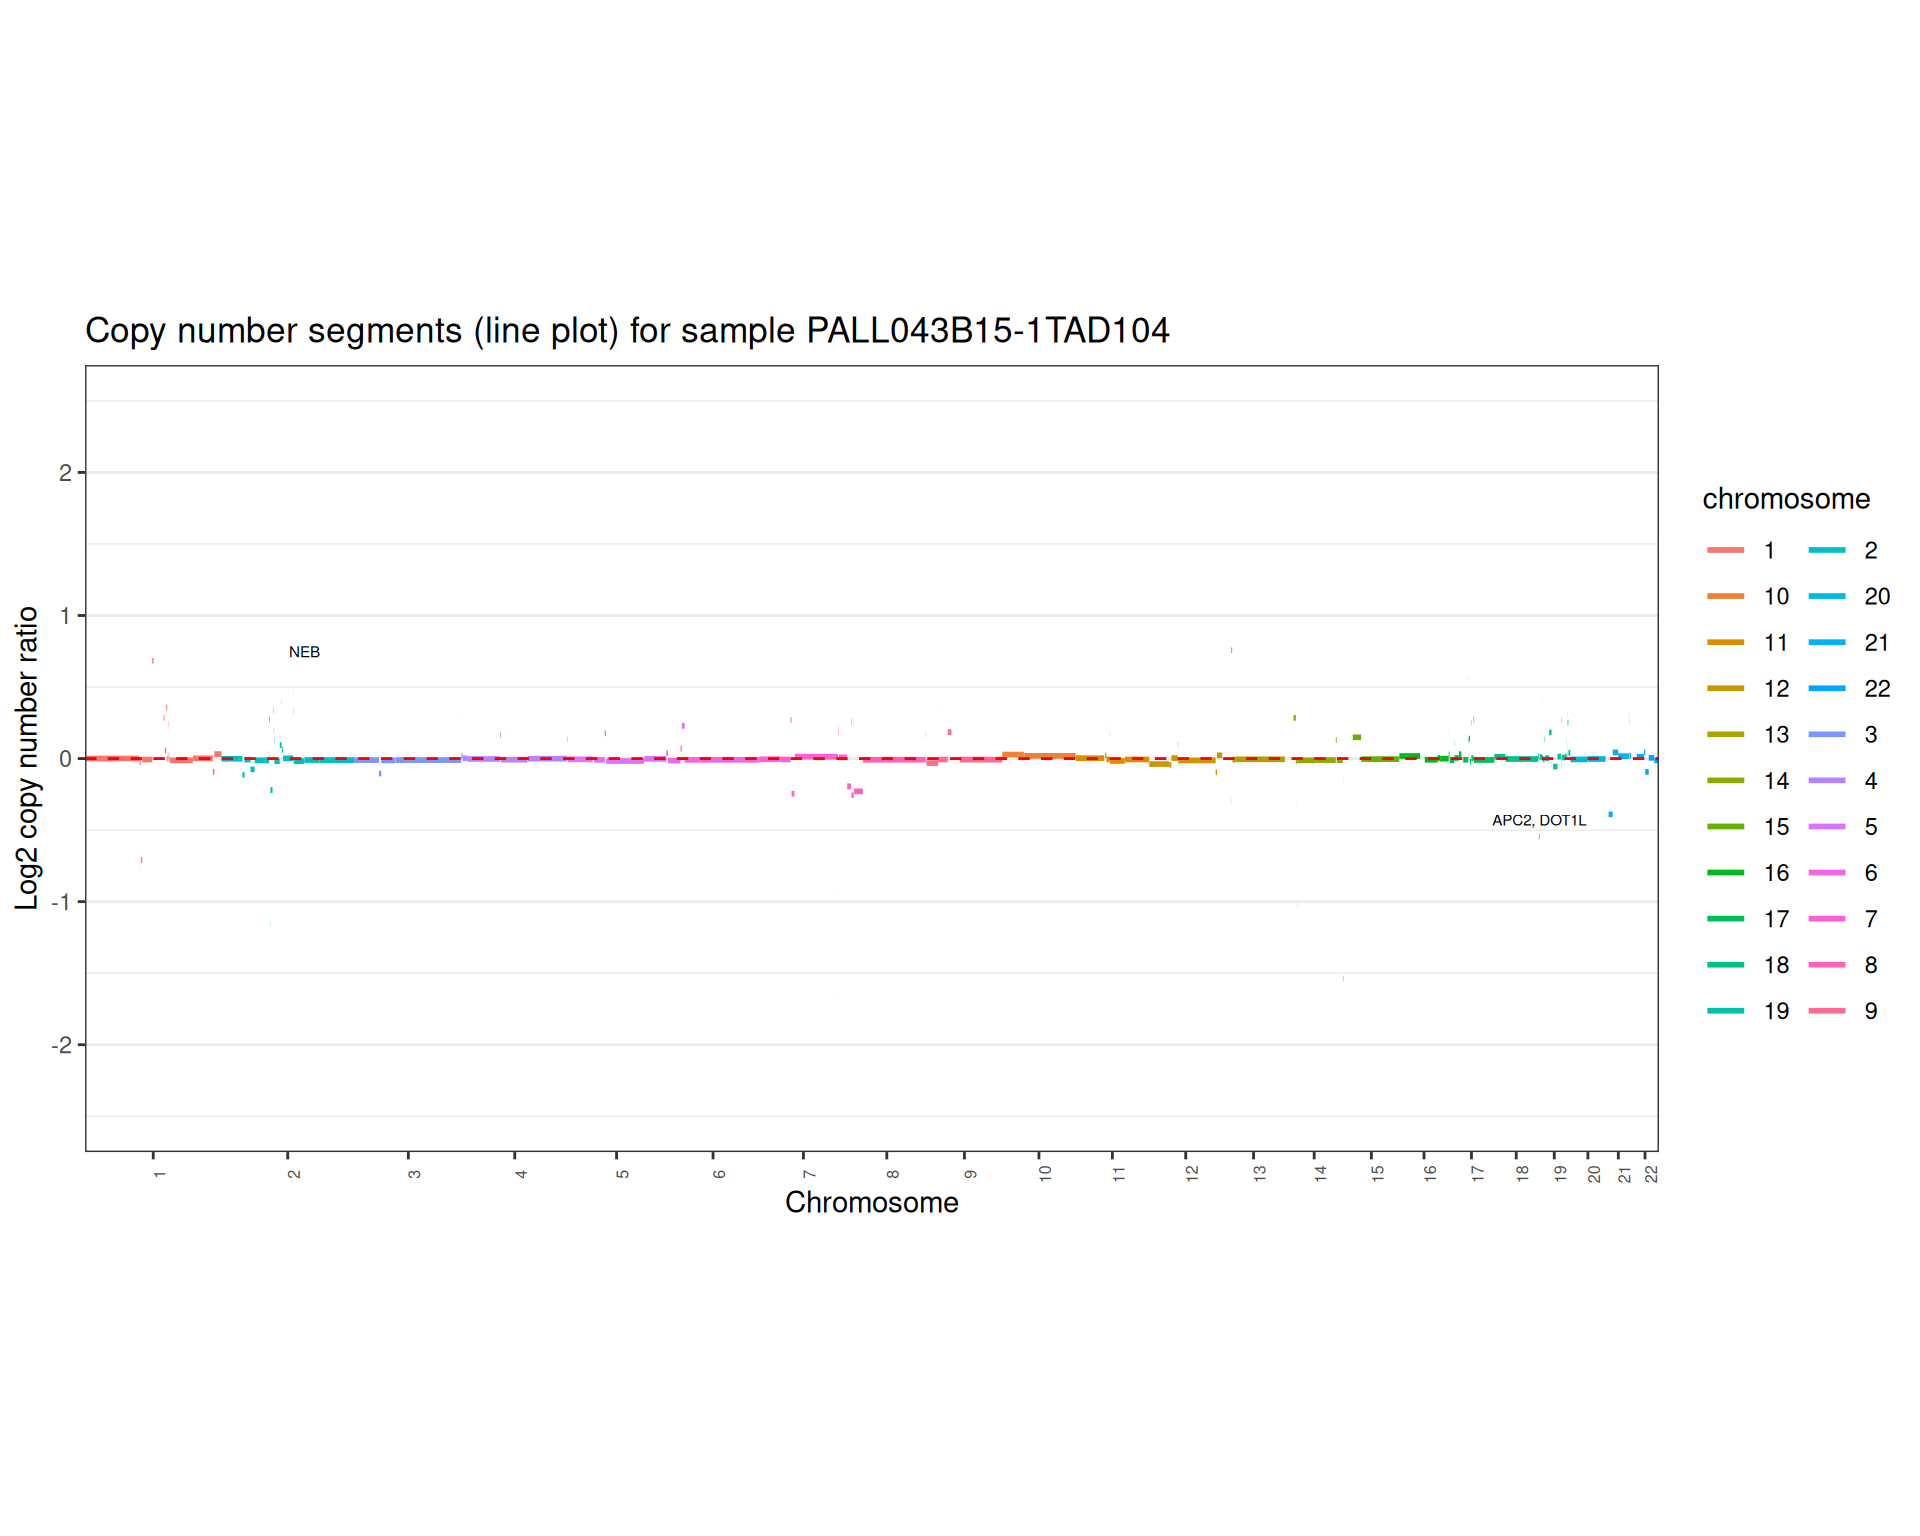 Copy number segments (line plot) for sample PALL043B15-1TAD104
Log2 copy number ratio
2
1
0
-1
-2
NEB
APC2, DOT1L
1 2 3 4 5 6 7 8 9 10 11 12 13 14 15 16 17 18 19 20 21 22
Chromosome
chromosome
1 2
10 20
11 21
12 22
13 3
14 4
15 5
16 6
17 7
18 8
19 9